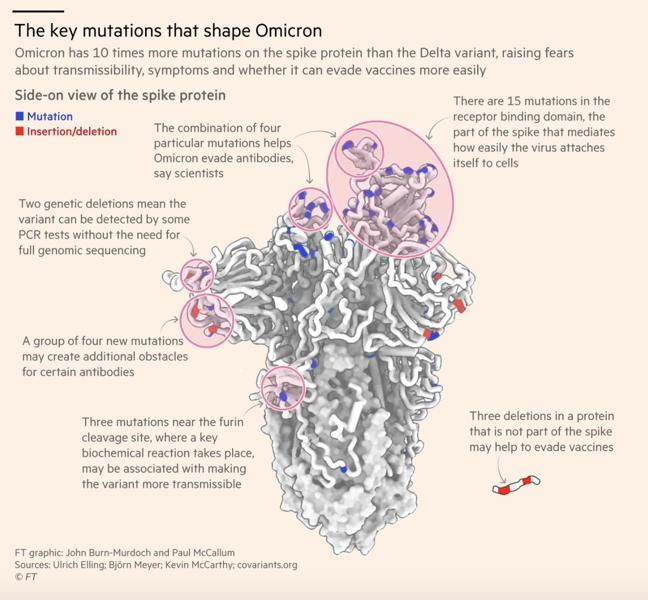 The key mutations that shape Omicron
Omicron has 10 times more mutations on the spike protein than the Delta variant, raising fears
about transmissibility, symptoms and whether it can evade vaccines more easily
Side-on view of the spike protein
Mutation
Insertion/deletion
The combination of four
particular mutations helps
Omicron evade antibodies,
say scientists
There are 15 mutations in the
receptor binding domain, the
part of the spike that mediates
how easily the virus attaches
itself to cells
Two genetic deletions mean the
variant can be detected by some
PCR tests without the need for
full genomic sequencing
A group of four new mutations
may create additional obstacles
for certain antibodies
Three mutations near the furin
cleavage site, where a key
biochemical reaction takes place,
may be associated with making
the variant more transmissible
Three deletions in a protein
that is not part of the spike
may help to evade vaccines
FT graphic: John Burn-Murdoch and Paul McCallum
Sources: Ulrich Elling; Björn Meyer; Kevin McCarthy; covariants.org
© FT